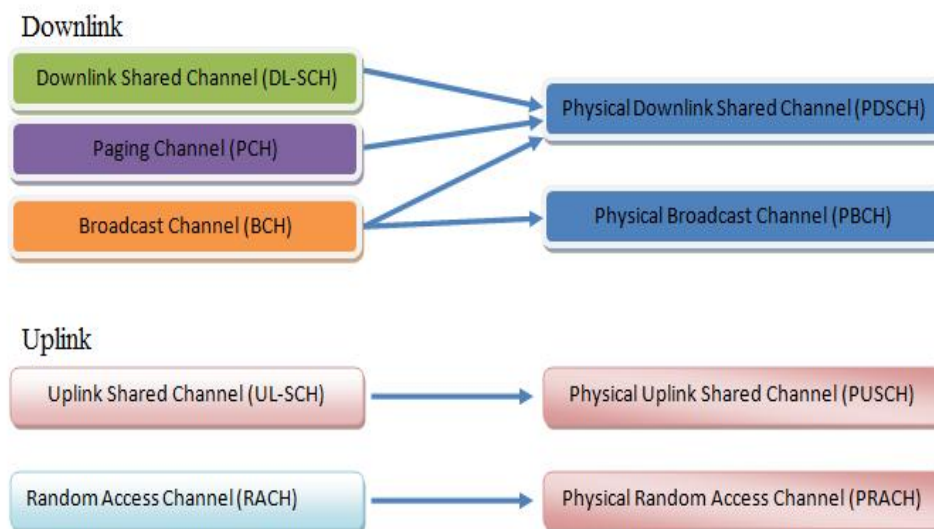 Downlink
Downlink Shared Channel (DL-SCH)
Physical Downlink Shared Channel (PDSCH)
Paging Channel (PCH)
Broadcast Channel (BCH)
Physical Broadcast Channel (PBCH)
Uplink
Uplink Shared Channel (UL-SCH)
Physical Uplink Shared Channel (PUSCH)
Random Access Channel (RACH)
Physical Random Access Channel (PRACH)